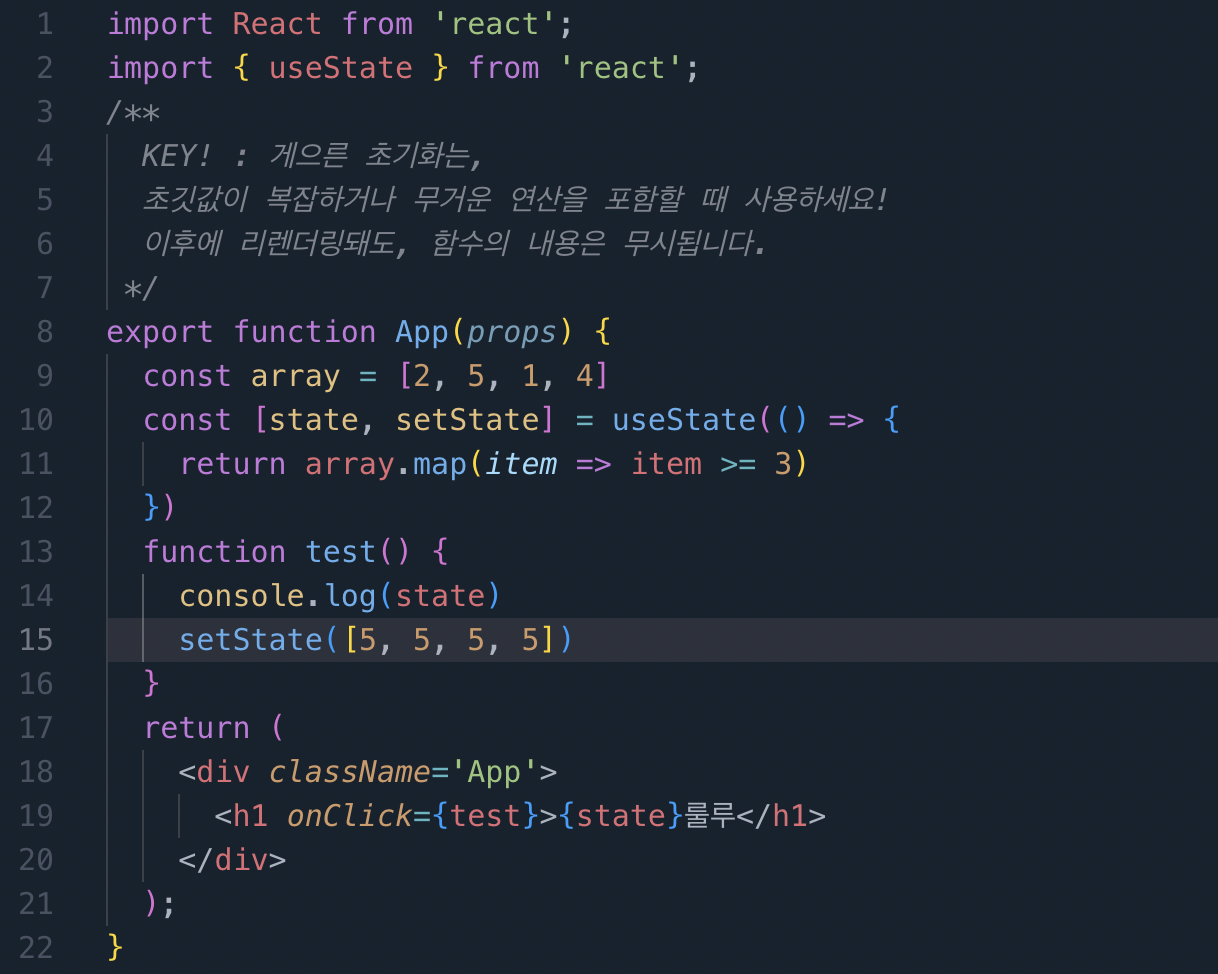 1 import React from 'react';
2 import { useState } from 'react';
3 /**
4   KEY! : 게으른 초기화는,
5   초깃값이 복잡하거나 무거운 연산을 포함할 때 사용하세요!
6   이후에 리렌더링돼도, 함수의 내용은 무시됩니다.
7  */
8 export function App(props) {
9   const array = [2, 5, 1, 4]
10   const [state, setState] = useState(() => {
11     return array.map(item => item >= 3)
12   })
13   function test() {
14     console.log(state)
15     setState([5, 5, 5, 5])
16   }
17   return (
18     <div className='App'>
19       <h1 onClick={test}>{state}룰루</h1>
20     </div>
21   );
22 }